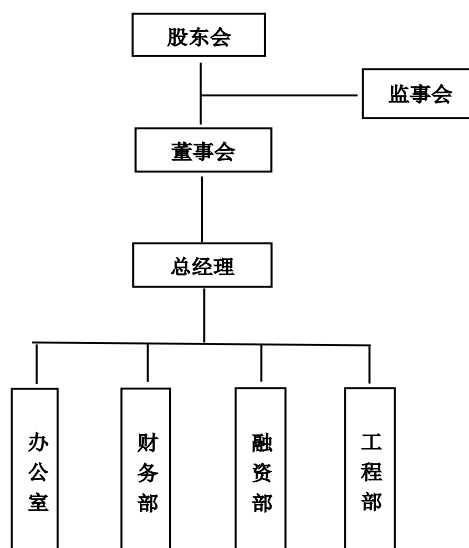 股东会
监事会
董事会
总经理
办公室
财务部
融资部
工程部